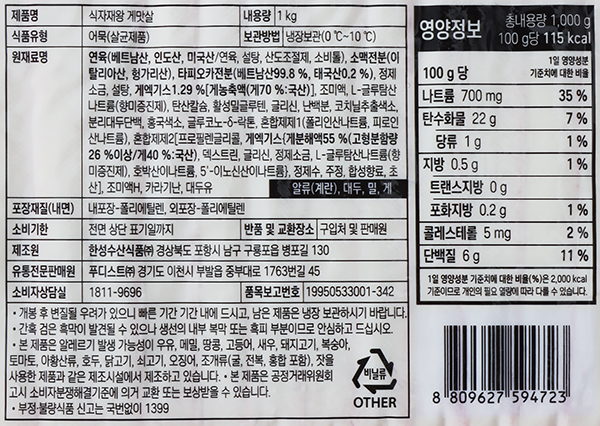 제품명 식자재왕 게맛살 내용량 1 kg
식품유형 어묵(살균제품) 보관방법 냉장보관(0 ℃~10 ℃)
원재료명 연육(베트남산, 인도산, 미국산/연육, 설탕, 산도조절제, 소비톨), 소맥전분(이
탈리아산, 헝가리산), 타피오카전분(베트남산99.8 %, 태국산0.2 %), 정제
소금, 설탕, 게엑기스1.29 %[게농축액(게70 %:국산)], 조미액, L-글루탐산
나트륨(향미증진제), 탄산칼슘, 활성밀글루텐, 글리신, 난백분, 코치닐추출색소,
분리대두단백, 홍국색소, 글루코노-δ-락톤, 혼합제제1(폴리인산나트륨, 피로인
산나트륨), 혼합제제2[프로필렌글리콜, 게엑기스(게분해액55 %(고형분함량
26 %이상/게40 %:국산), 덱스트린, 글리신, 정제소금, L-글루탐산나트륨(향
미증진제), 호박산이나트륨, 5'-이노신산이나트륨}, 정제수, 주정, 합성향료, 초
산], 조미액H, 카라기난, 대두유
알류(계란), 대두, 밀, 게
포장재질(내면) 내포장-폴리에틸렌, 외포장-폴리에틸렌
소비기한 전면 상단 표기일까지 반품 및 교환장소 구입처 및 판매원
제조원 한성수산식품㈜ 경상북도 포항시 남구 구룡포읍 병포길 130
유통전문판매원 푸디스트㈜ 경기도 이천시 부발읍 중부대로 1763번길 45
소비자상담실 1811-9696 품목보고번호 19950533001-342
• 개봉 후 변질될 우려가 있으니 빠른 기간 내에 드시고, 남은 제품은 냉장 보관하시기 바랍니다.
• 간혹 검은 흑막이 발견될 수 있으나 생선의 내부 복막 또는 흑피 부분이므로 안심하고 드십시오.
• 본 제품은 알레르기 발생 가능성이 우유, 메밀, 땅콩, 고등어, 새우, 돼지고기, 복숭아,
토마토, 아황산류, 호두, 닭고기, 쇠고기, 오징어, 조개류(굴, 전복, 홍합 포함), 잣을
사용한 제품과 같은 제조시설에서 제조하고 있습니다. • 본 제품은 공정거래위원회
고시 소비자분쟁해결기준에 의거 교환 또는 보상받을 수 있습니다.
• 부정·불량식품 신고는 국번없이 1399
비닐류
OTHER
영양정보 총내용량 1,000 g
100 g당 115 kcal
100 g 당 1일 영양성분
기준치에 대한 비율
나트륨 700 mg 35 %
탄수화물 22 g 7 %
당류 1 g 1 %
지방 0.5 g 1 %
트랜스지방 0 g
포화지방 0.2 g 1 %
콜레스테롤 5 mg 2 %
단백질 6 g 11 %
1일 영양성분 기준치에 대한 비율(%)은 2,000 kcal
기준이므로 개인의 필요 열량에 따라 다를 수 있습니다.
8 809627 594723